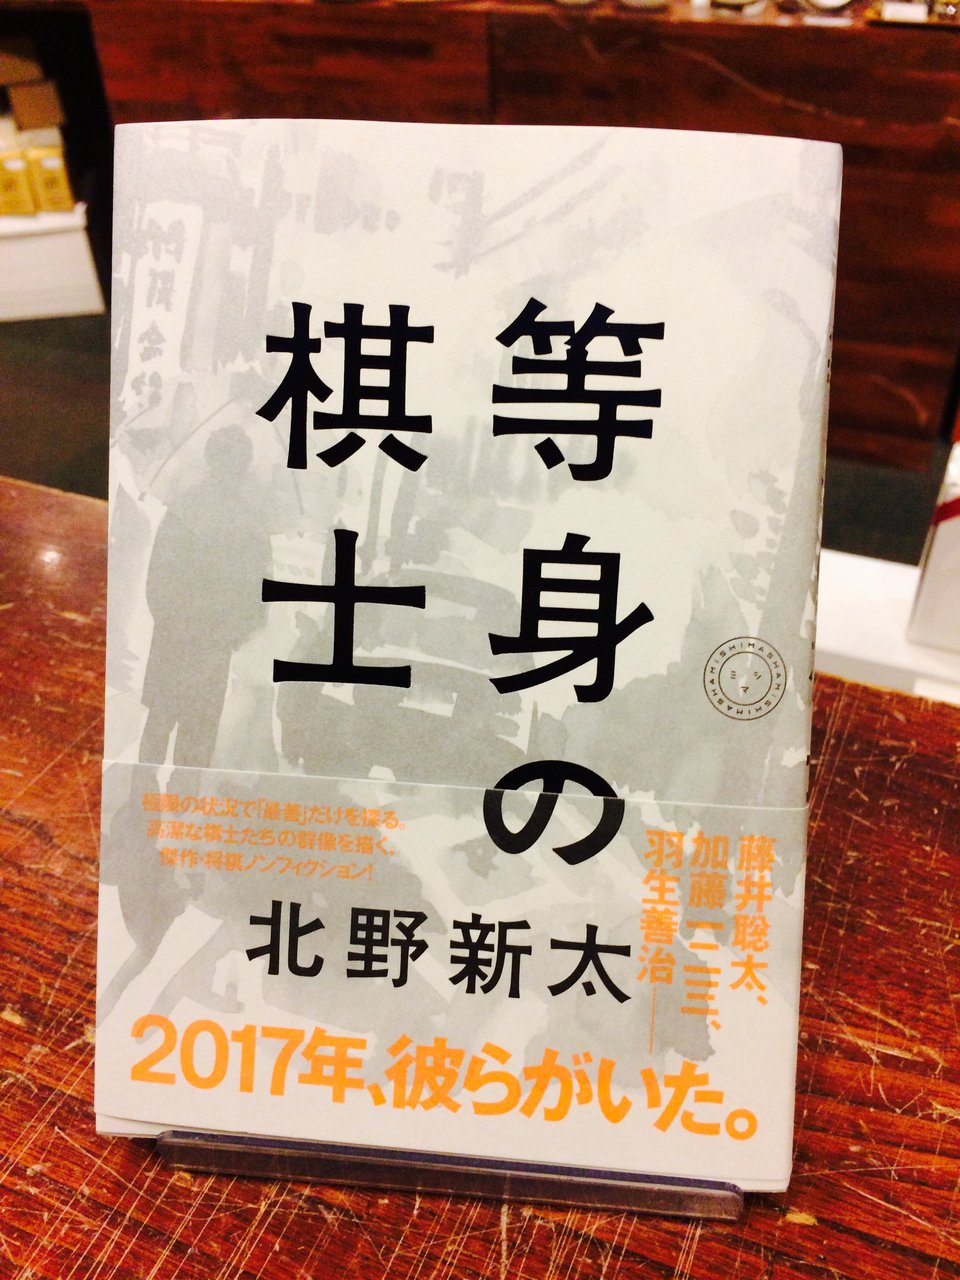 等身の
棋士
極限の状況で「最善」だけを探る。
高潔な棋士たちの群像を描く、
傑作・将棋ノンフィクション!
藤井聡太、
加藤一二三、
羽生善治──
北野新太
2017年、彼らがいた。
シ
マ
ミ
MISHIMASHAMISHIMASHA